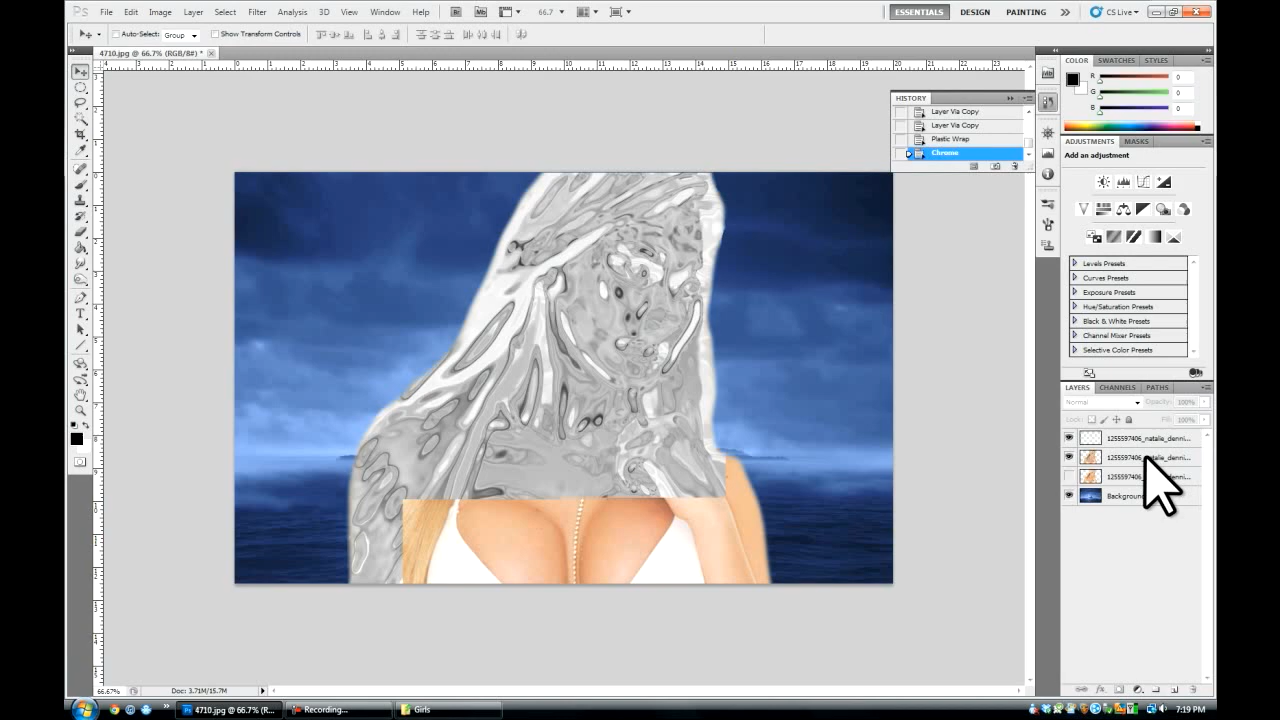 Ps File Edit Image Layer Select Filter Analysis 3D View Window Help Br Mb 66.7 ESSENTIALS DESIGN PAINTING CS Live
Auto-Select: Group Show Transform Controls
4710.jpg @ 66.7% (RGB/8#) *
HISTORY
Layer Via Copy
Layer Via Copy
Plastic Wrap
Chrome
COLOR SWATCHES STYLES
R 0
G 0
B 0
ADJUSTMENTS MASKS
Add an adjustment
Levels Presets
Curves Presets
Exposure Presets
Hue/Saturation Presets
Black & White Presets
Channel Mixer Presets
Selective Color Presets
LAYERS CHANNELS PATHS
Normal Opacity: 100%
Lock: Fill: 100%
1255597406_natalie_denni...
1255597406_natalie_denni...
1255597406_natalie_denni...
Background
66.67% Doc: 3.71M/15.7M
4710.jpg @ 66.7% (R... Recording... Girls 7:19 PM